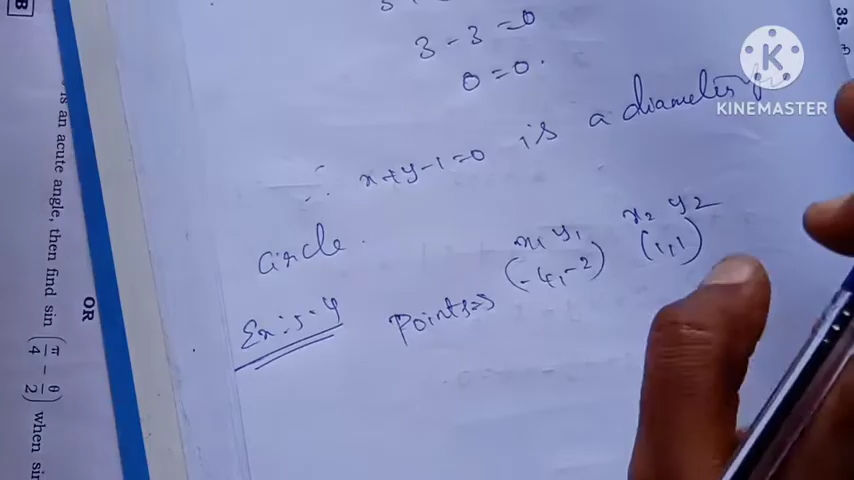 3 - 3 = 0
0 = 0.
∴ x+y-1=0 is a diameter of
circle.
x₁ y₁ x₂ y₂
Ex:-5.4 Points ⇒ (-4,-2) (1,1)
B
is an acute angle, then find sin (π/4 - θ/2) when sin
OR
38.
KINEMASTER